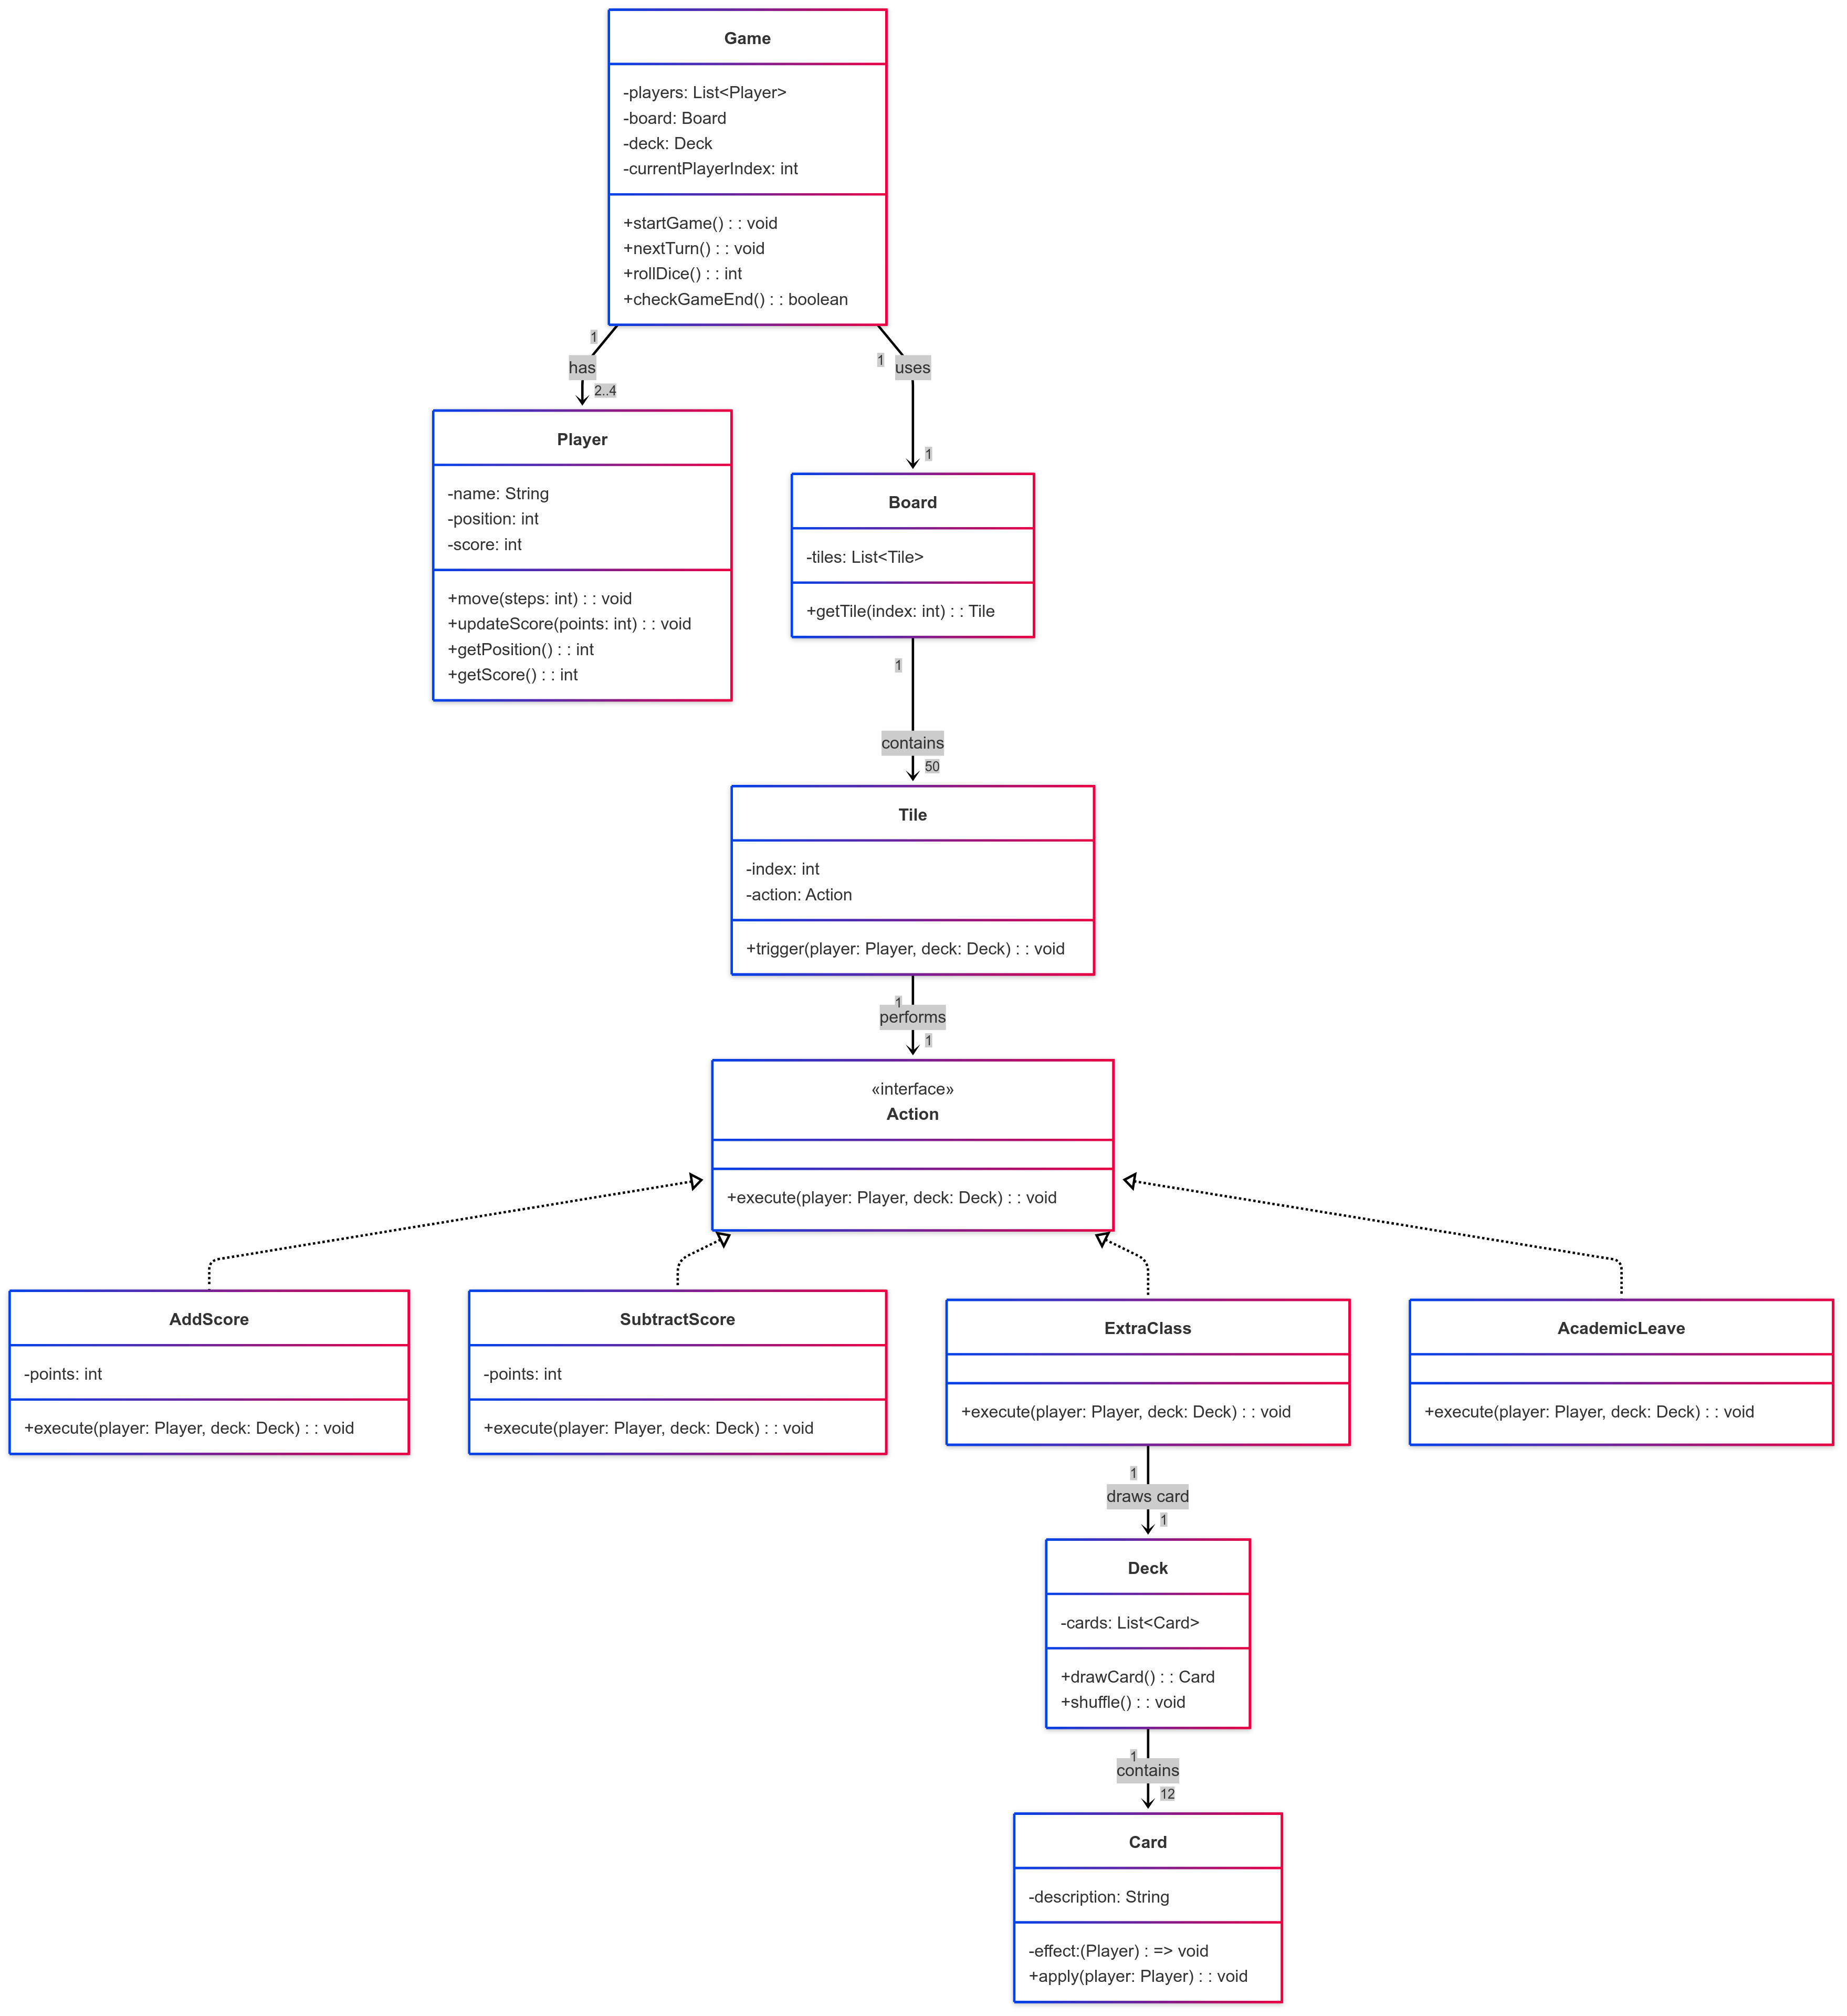 Game
-players: List<Player>
-board: Board
-deck: Deck
-currentPlayerIndex: int
+startGame() : : void
+nextTurn() : : void
+rollDice() : : int
+checkGameEnd() : : boolean
1
has
2..4
1
uses
1
Player
-name: String
-position: int
-score: int
+move(steps: int) : : void
+updateScore(points: int) : : void
+getPosition() : : int
+getScore() : : int
Board
-tiles: List<Tile>
+getTile(index: int) : : Tile
1
contains
50
Tile
-index: int
-action: Action
+trigger(player: Player, deck: Deck) : : void
1
performs
1
«interface»
Action
+execute(player: Player, deck: Deck) : : void
AddScore
-points: int
+execute(player: Player, deck: Deck) : : void
SubtractScore
-points: int
+execute(player: Player, deck: Deck) : : void
ExtraClass
+execute(player: Player, deck: Deck) : : void
AcademicLeave
+execute(player: Player, deck: Deck) : : void
1
draws card
1
Deck
-cards: List<Card>
+drawCard() : : Card
+shuffle() : : void
1
contains
12
Card
-description: String
-effect:(Player) : => void
+apply(player: Player) : : void